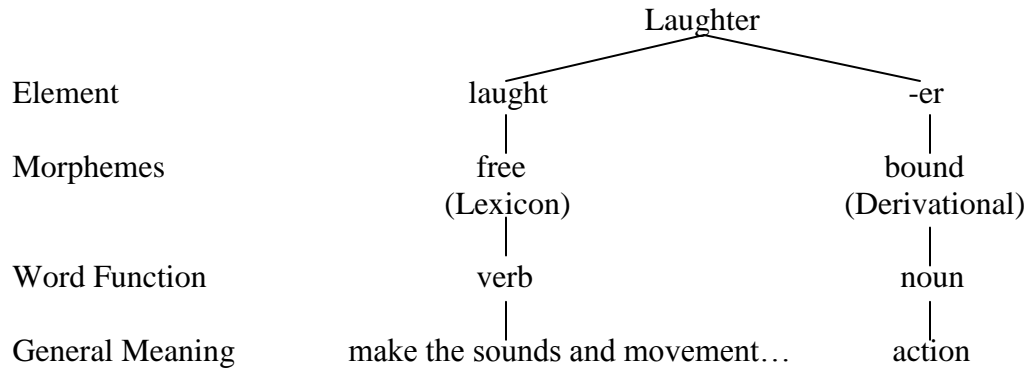 Laughter
Element laught -er
Morphemes free bound
(Lexicon) (Derivational)
Word Function verb noun
General Meaning make the sounds and movement… action